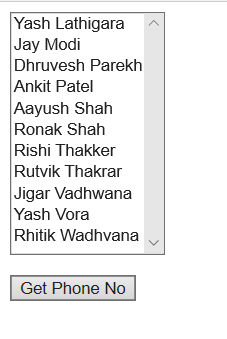 Yash Lathigara
Jay Modi
Dhruvesh Parekh
Ankit Patel
Aayush Shah
Ronak Shah
Rishi Thakker
Rutvik Thakrar
Jigar Vadhwana
Yash Vora
Rhitik Wadhvana
Get Phone No